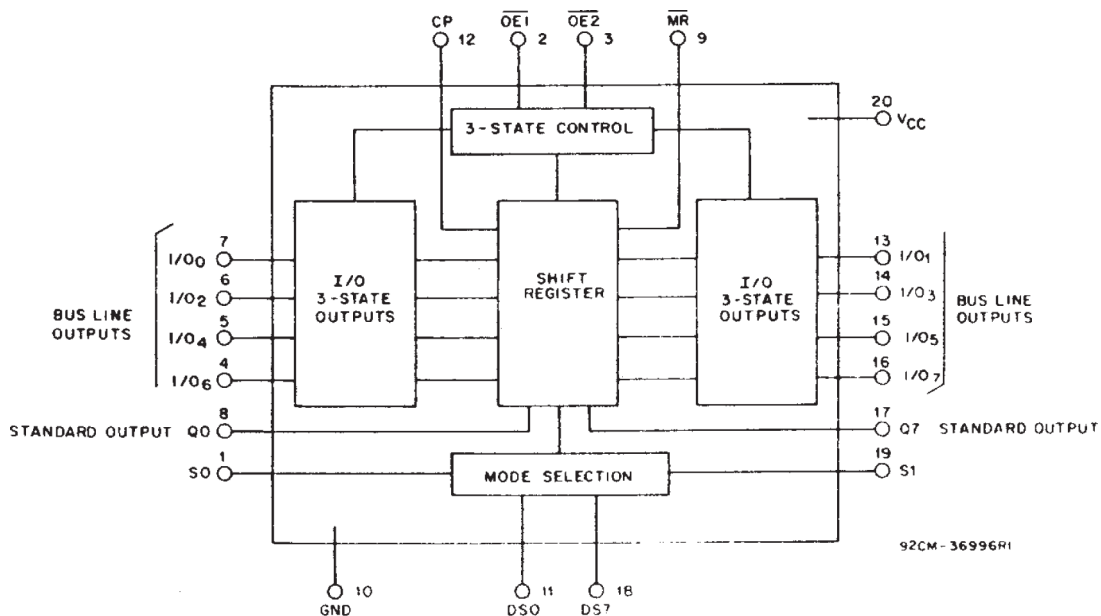 CP
12
OE1
2
OE2
3
MR
9
20
VCC
3-STATE CONTROL
7
I/O0
6
I/O2
5
I/O4
4
I/O6
BUS LINE
OUTPUTS
I/O
3-STATE
OUTPUTS
SHIFT
REGISTER
I/O
3-STATE
OUTPUTS
13
I/O1
14
I/O3
15
I/O5
16
I/O7
BUS LINE
OUTPUTS
8
STANDARD OUTPUT Q0
17
Q7 STANDARD OUTPUT
1
S0
MODE SELECTION
19
S1
92CM-36996R1
10
GND
11
DS0
18
DS7